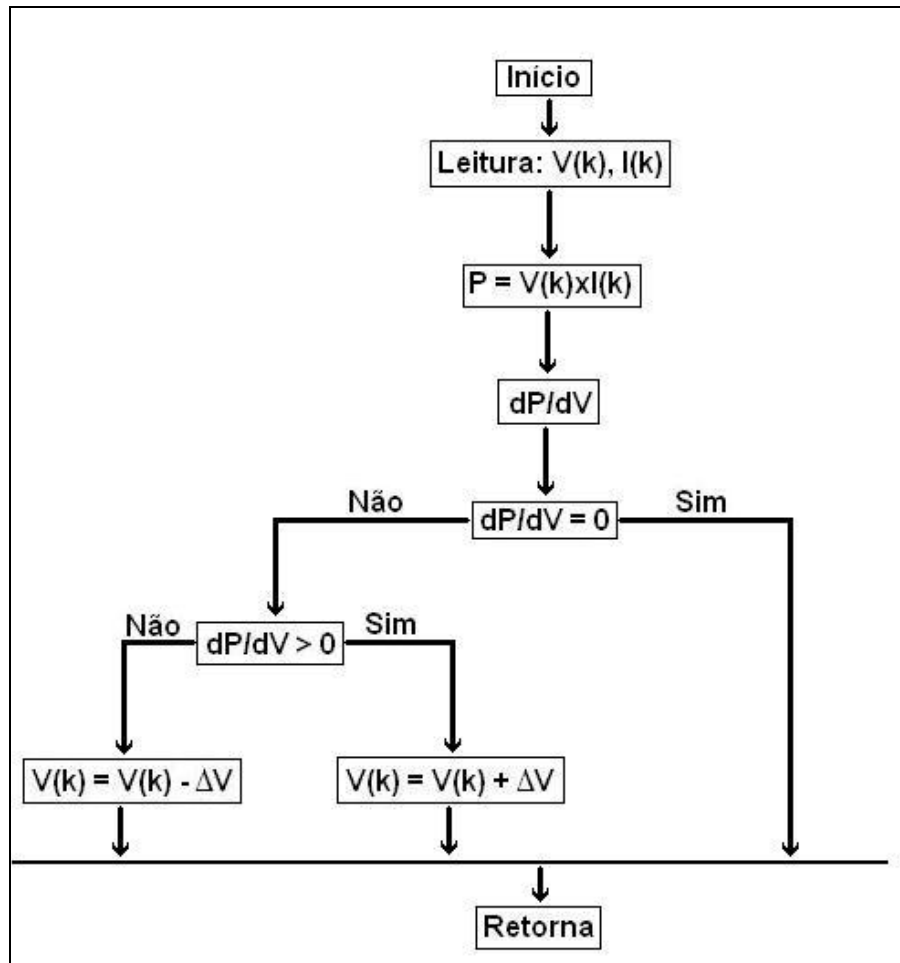 Início
Leitura: V(k), I(k)
P = V(k)xI(k)
dP/dV
Não
dP/dV = 0
Sim
Não
dP/dV > 0
Sim
V(k) = V(k) - ΔV
V(k) = V(k) + ΔV
Retorna